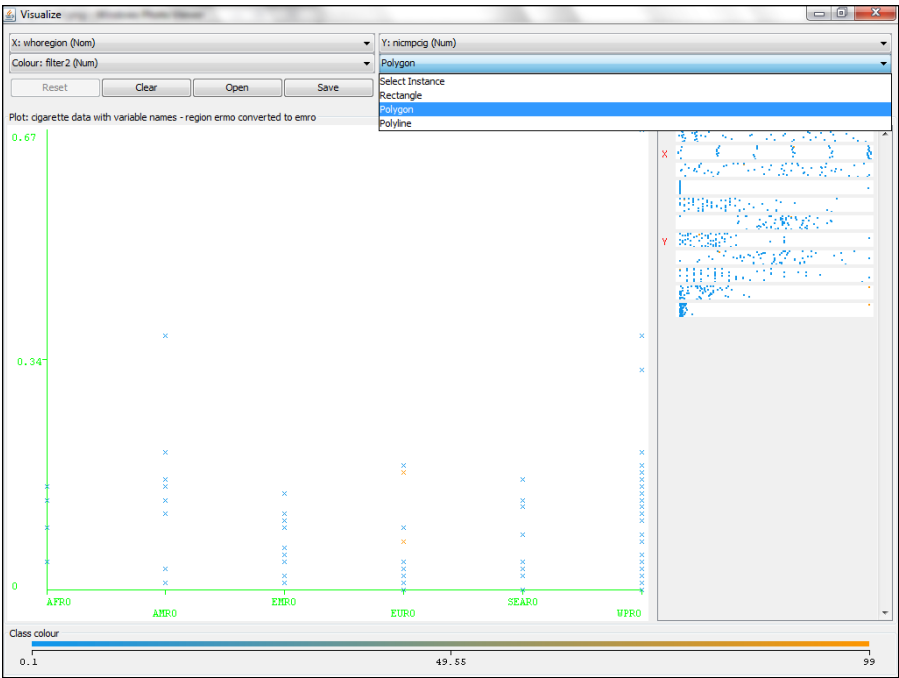 Visualize
X: whoregion (Nom)
Y: nicmpcig (Num)
Colour: filter2 (Num)
Polygon
Reset
Clear
Open
Save
Select Instance
Rectangle
Polygon
Polyline
Plot: cigarette data with variable names - region ermo converted to emro
0.67
0.34
0
AFRO
AMRO
EMRO
EURO
SEARO
WPRO
X
Y
Class colour
0.1
49.55
99